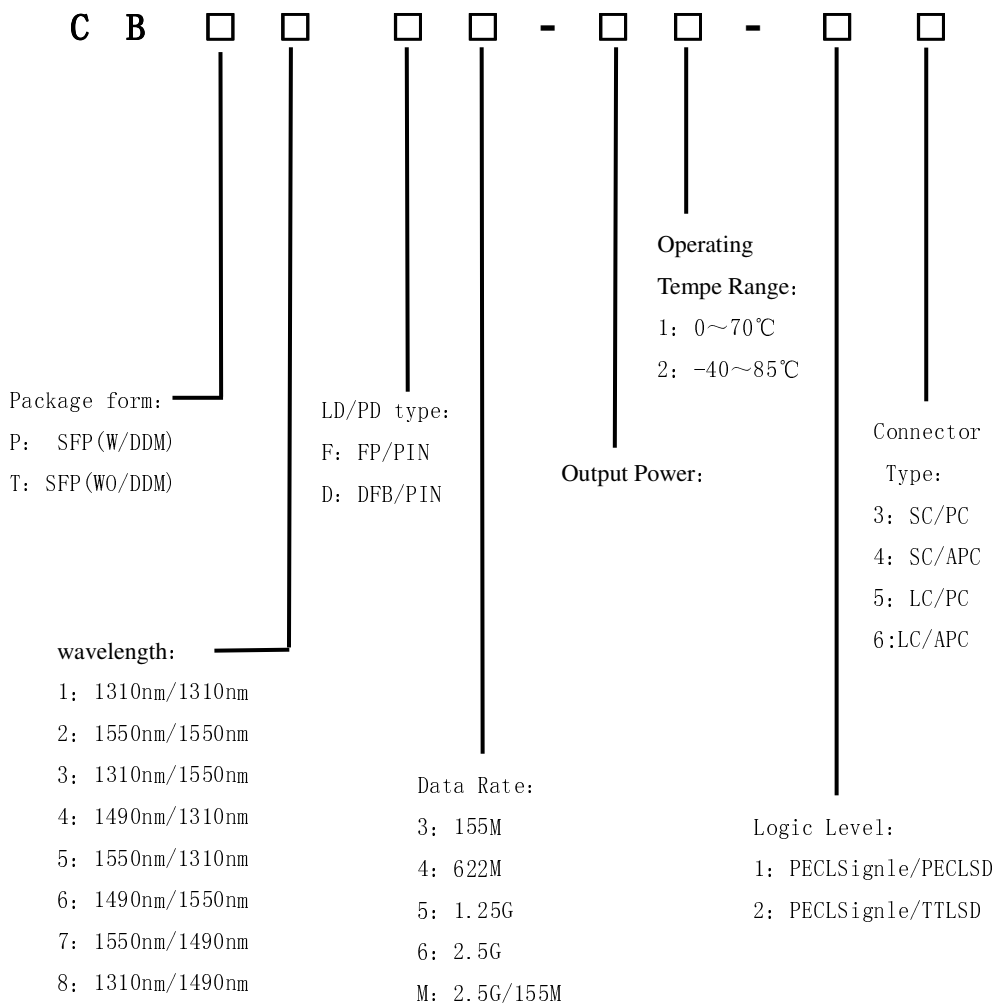 C B □ □ □ □ - □ □ - □ □
Operating
Tempe Range：
1：0～70℃
2：-40～85℃
Package form：
P： SFP(W/DDM)
T：SFP(WO/DDM)
LD/PD type：
F：FP/PIN
D：DFB/PIN
Output Power：
Connector
Type：
3：SC/PC
4：SC/APC
5：LC/PC
6:LC/APC
wavelength：
1：1310nm/1310nm
2：1550nm/1550nm
3：1310nm/1550nm
4：1490nm/1310nm
5：1550nm/1310nm
6：1490nm/1550nm
7：1550nm/1490nm
8：1310nm/1490nm
Data Rate：
3：155M
4：622M
5：1.25G
6：2.5G
M：2.5G/155M
Logic Level：
1：PECLSignle/PECLSD
2：PECLSignle/TTLSD